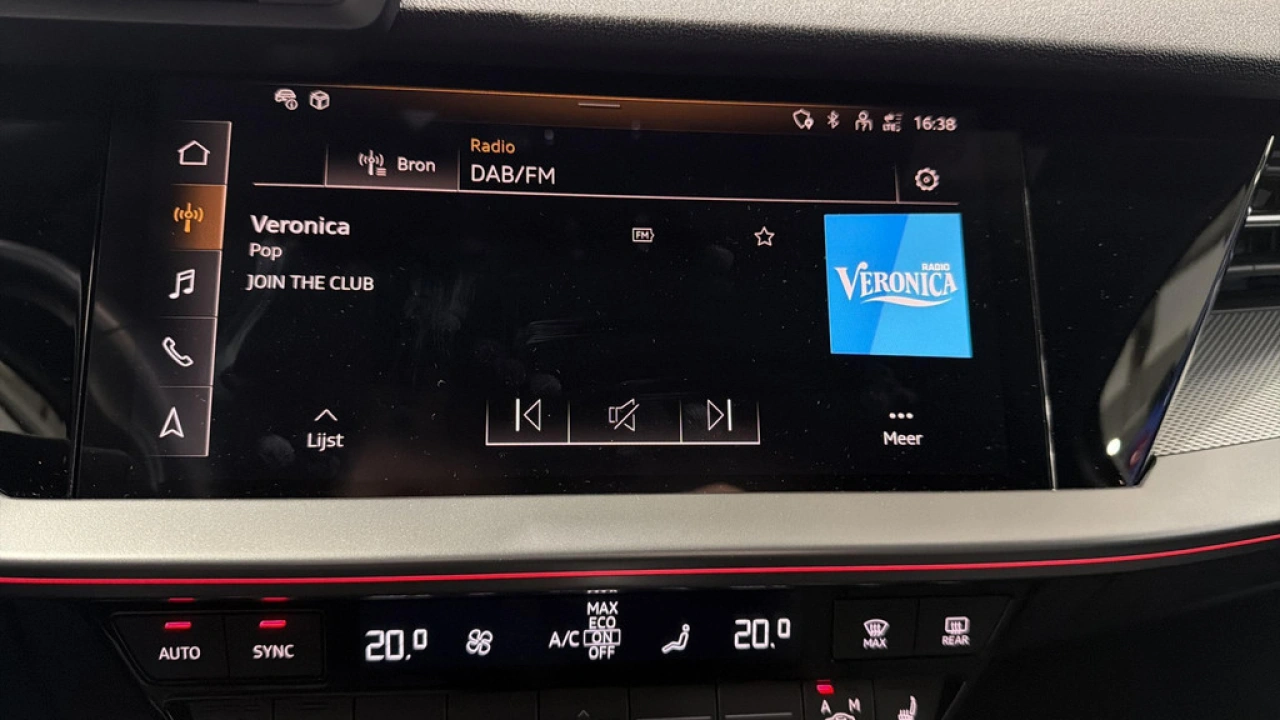 LTE
16:38
Bron
Radio
DAB/FM
Veronica
FM
Pop
JOIN THE CLUB
RADIO
VERONICA
Lijst
Meer
AUTO
SYNC
20.0
A/C
MAX
ECO
ON
OFF
20.0
MAX
REAR
A M